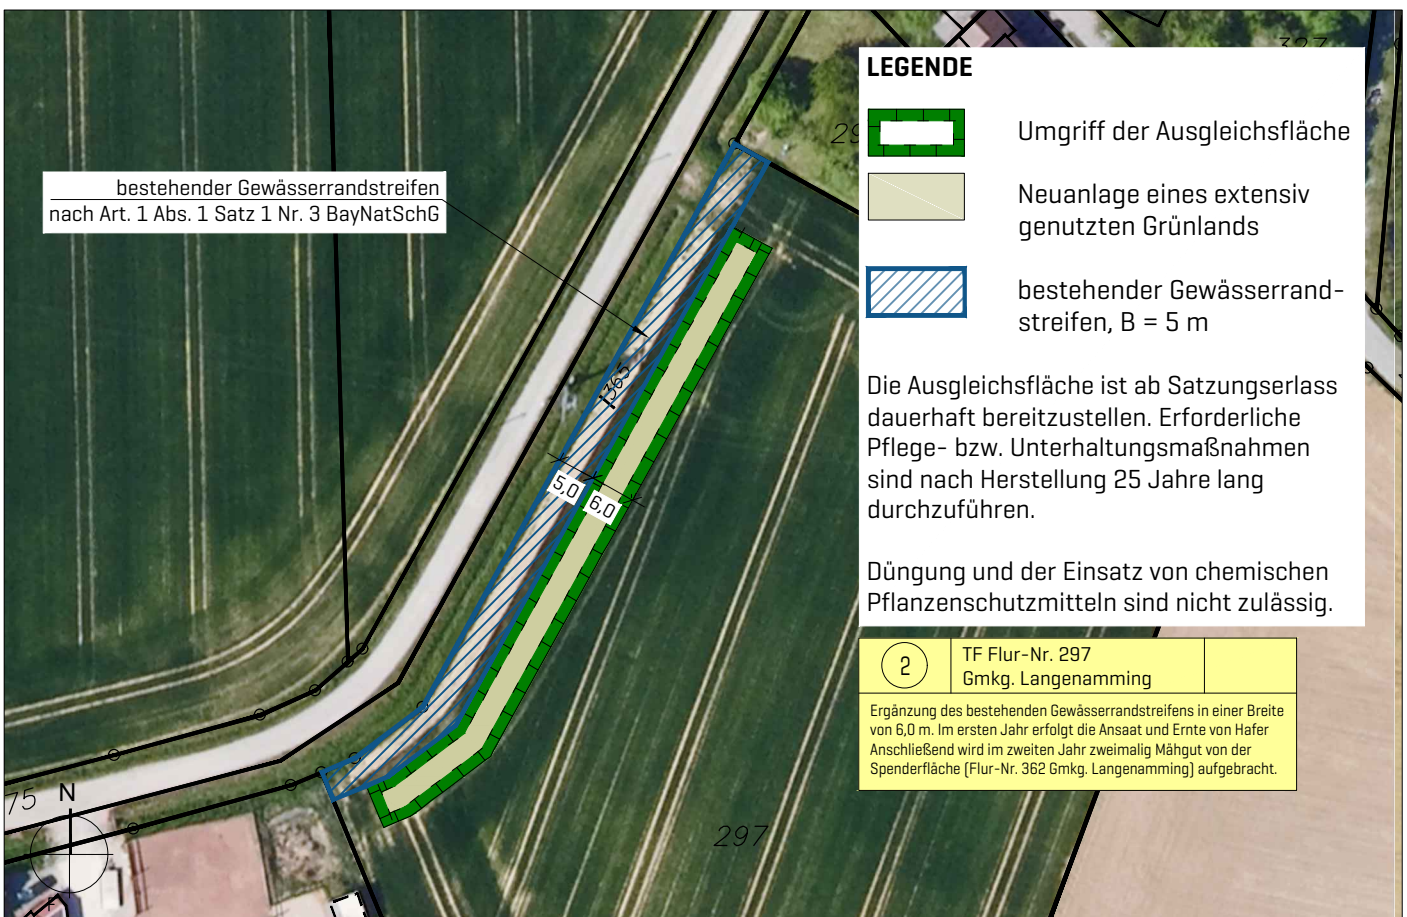 LEGENDE
Umgriff der Ausgleichsfläche
Neuanlage eines extensiv
genutzten Grünlands
bestehender Gewässerrand-
streifen, B = 5 m
Die Ausgleichsfläche ist ab Satzungserlass
dauerhaft bereitzustellen. Erforderliche
Pflege- bzw. Unterhaltungsmaßnahmen
sind nach Herstellung 25 Jahre lang
durchzuführen.
Düngung und der Einsatz von chemischen
Pflanzenschutzmitteln sind nicht zulässig.
2
TF Flur-Nr. 297
Gmkg. Langenamming
Ergänzung des bestehenden Gewässerrandstreifens in einer Breite
von 6,0 m. Im ersten Jahr erfolgt die Ansaat und Ernte von Hafer
Anschließend wird im zweiten Jahr zweimalig Mähgut von der
Spenderfläche (Flur-Nr. 362 Gmkg. Langenamming) aufgebracht.
bestehender Gewässerrandstreifen
nach Art. 1 Abs. 1 Satz 1 Nr. 3 BayNatSchG
365
5,0
6,0
297
75
N